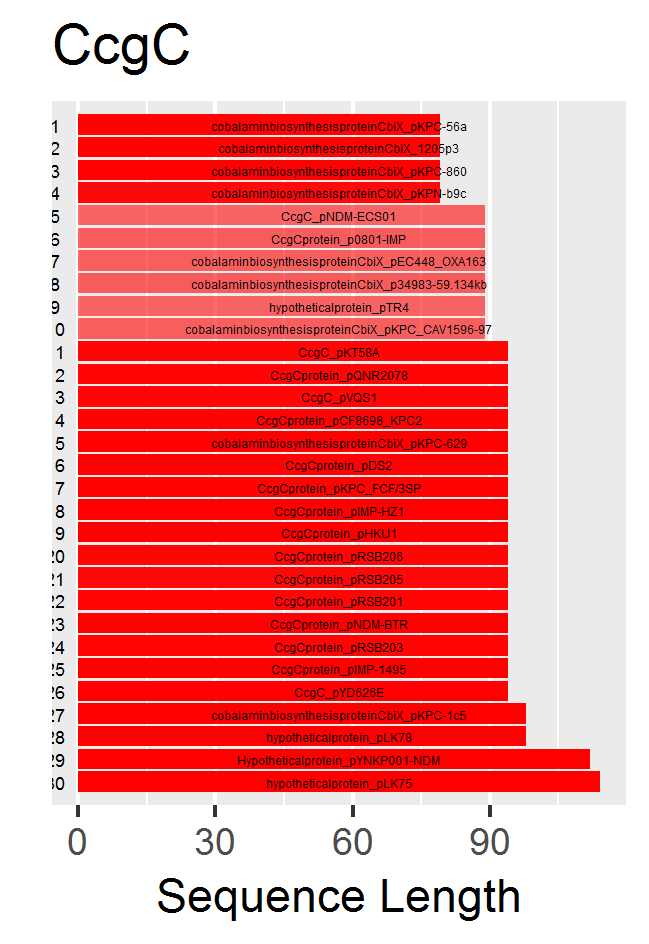 CcgC
1 cobalaminbiosynthesisproteinCbiX_pKPC-56a
2 cobalaminbiosynthesisproteinCbiX_1205p3
3 cobalaminbiosynthesisproteinCbiX_pKPC-860
4 cobalaminbiosynthesisproteinCbiX_pKPN-b9c
5 CcgC_pNDM-ECS01
6 CcgCprotein_p0801-IMP
7 cobalaminbiosynthesisproteinCbiX_pEC448_OXA163
8 cobalaminbiosynthesisproteinCbiX_p34983-59.134kb
9 hypotheticalprotein_pTR4
0 cobalaminbiosynthesisproteinCbiX_pKPC_CAV1596-97
1 CcgC_pKT58A
2 CcgCprotein_pQNR2078
3 CcgC_pVQS1
4 CcgCprotein_pCF8698_KPC2
5 cobalaminbiosynthesisproteinCbiX_pKPC-629
6 CcgCprotein_pDS2
7 CcgCprotein_pKPC_FCF/3SP
8 CcgCprotein_pIMP-HZ1
9 CcgCprotein_pHKU1
20 CcgCprotein_pRSB206
21 CcgCprotein_pRSB205
22 CcgCprotein_pRSB201
23 CcgCprotein_pNDM-BTR
24 CcgCprotein_pRSB203
25 CcgCprotein_pIMP-1495
26 CcgC_pYD626E
27 cobalaminbiosynthesisproteinCbiX_pKPC-1c5
28 hypotheticalprotein_pLK78
29 Hypotheticalprotein_pYNKP001-NDM
30 hypotheticalprotein_pLK75
0 30 60 90
Sequence Length